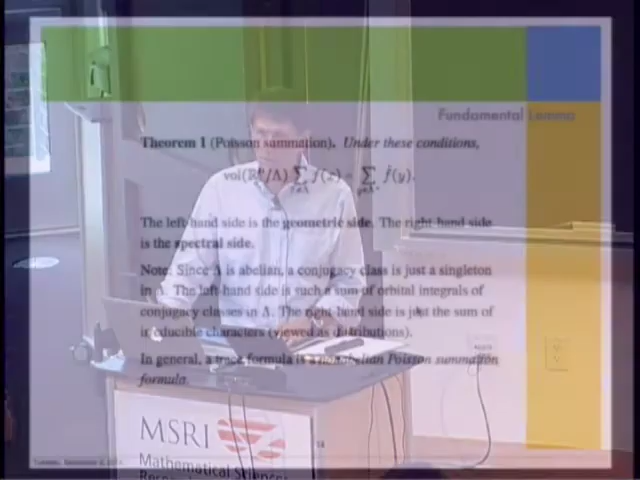 Fundamental Lemma
Theorem 1 (Poisson summation). Under these conditions,
vol(ℝⁿ/Λ) ∑ f(x) = ∑ f̂(y).
x∈Λ y∈Λ*
The left-hand side is the geometric side. The right-hand side
is the spectral side.
Note: Since Λ is abelian, a conjugacy class is just a singleton
in Λ. The left-hand side is such a sum of orbital integrals of
conjugacy classes in Λ. The right-hand side is just the sum of
irreducible characters (viewed as distributions).
In general, a trace formula is a nonabelian Poisson summation
formula.
MSRI
Mathematical Sciences